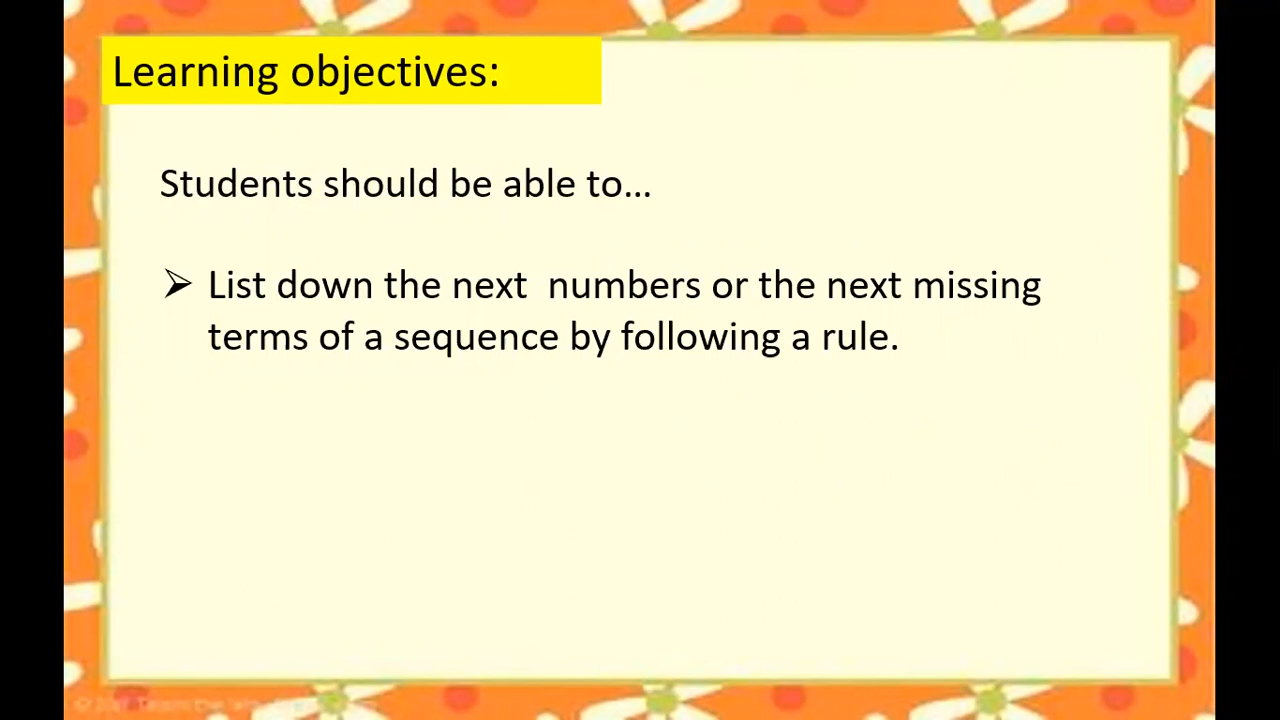 Learning objectives:
Students should be able to…
➢ List down the next  numbers or the next missing
terms of a sequence by following a rule.